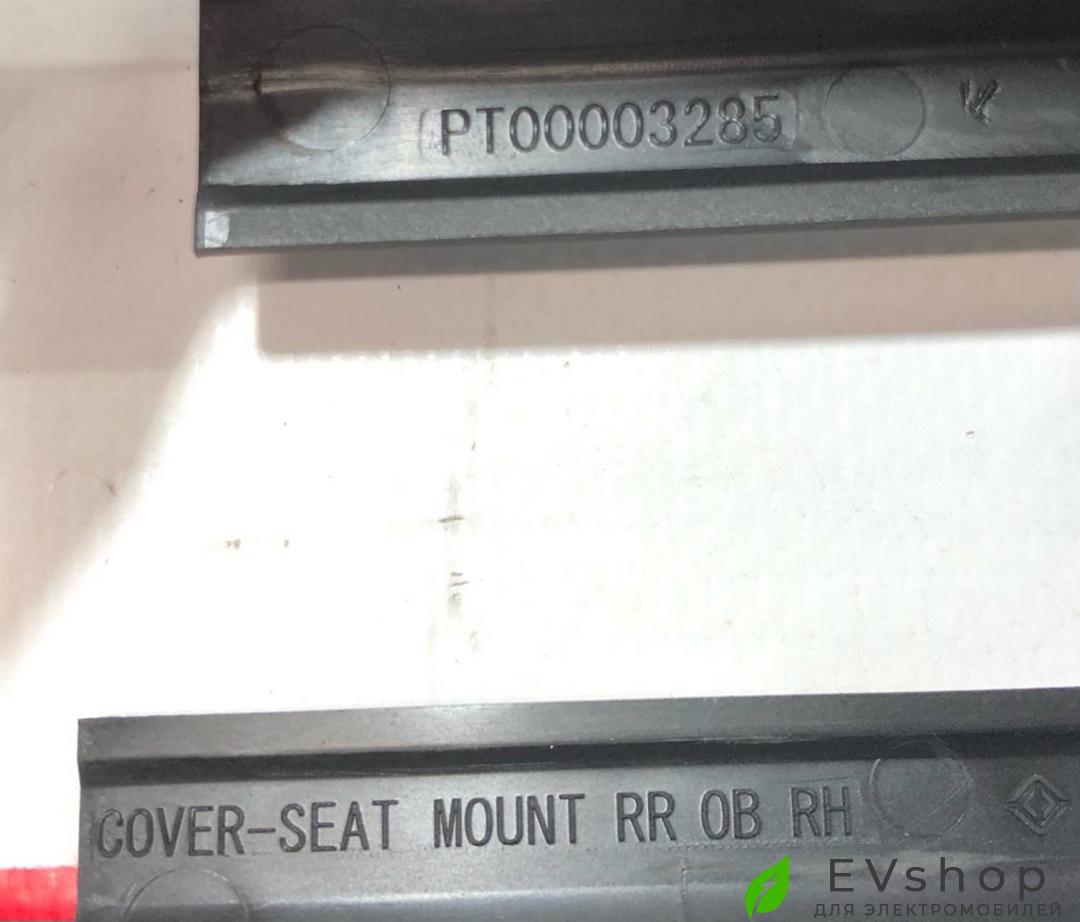 PT00003285
COVER-SEAT MOUNT RR OB RH
EVshop
ДЛЯ ЭЛЕКТРОМОБИЛЕЙ